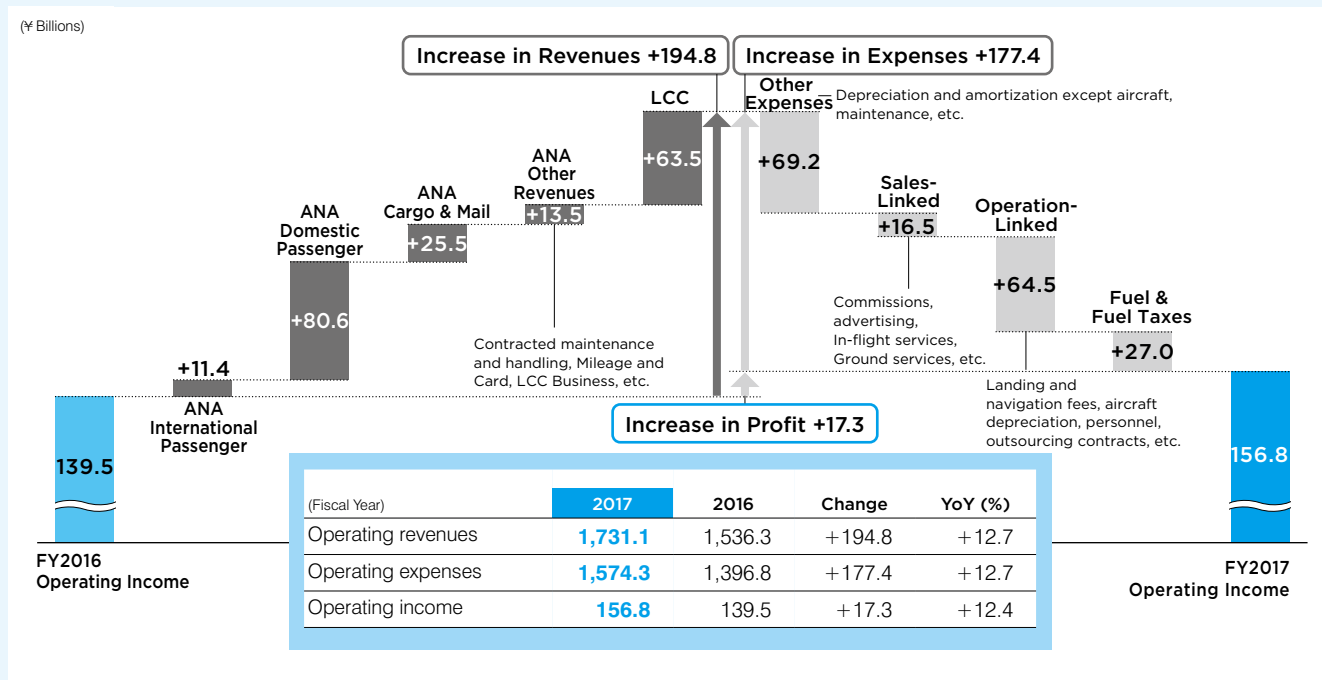 (¥ Billions)
Increase in Revenues +194.8
Increase in Expenses +177.4
LCC
+63.5
ANA
Other
Revenues
+13.5
Contracted maintenance
and handling, Mileage and
Card, LCC Business, etc.
ANA
Cargo & Mail
+25.5
ANA
Domestic
Passenger
+80.6
+11.4
ANA
International
Passenger
139.5
FY2016
Operating Income
Other
Expenses
Depreciation and amortization except aircraft,
maintenance, etc.
+69.2
Sales-
Linked
+16.5
Commissions,
advertising,
In-flight services,
Ground services, etc.
Operation-
Linked
+64.5
Landing and
navigation fees, aircraft
depreciation, personnel,
outsourcing contracts, etc.
Fuel &
Fuel Taxes
+27.0
156.8
FY2017
Operating Income
Increase in Profit +17.3
(Fiscal Year) 2017 2016 Change YoY (%)
Operating revenues 1,731.1 1,536.3 +194.8 +12.7
Operating expenses 1,574.3 1,396.8 +177.4 +12.7
Operating income 156.8 139.5 +17.3 +12.4